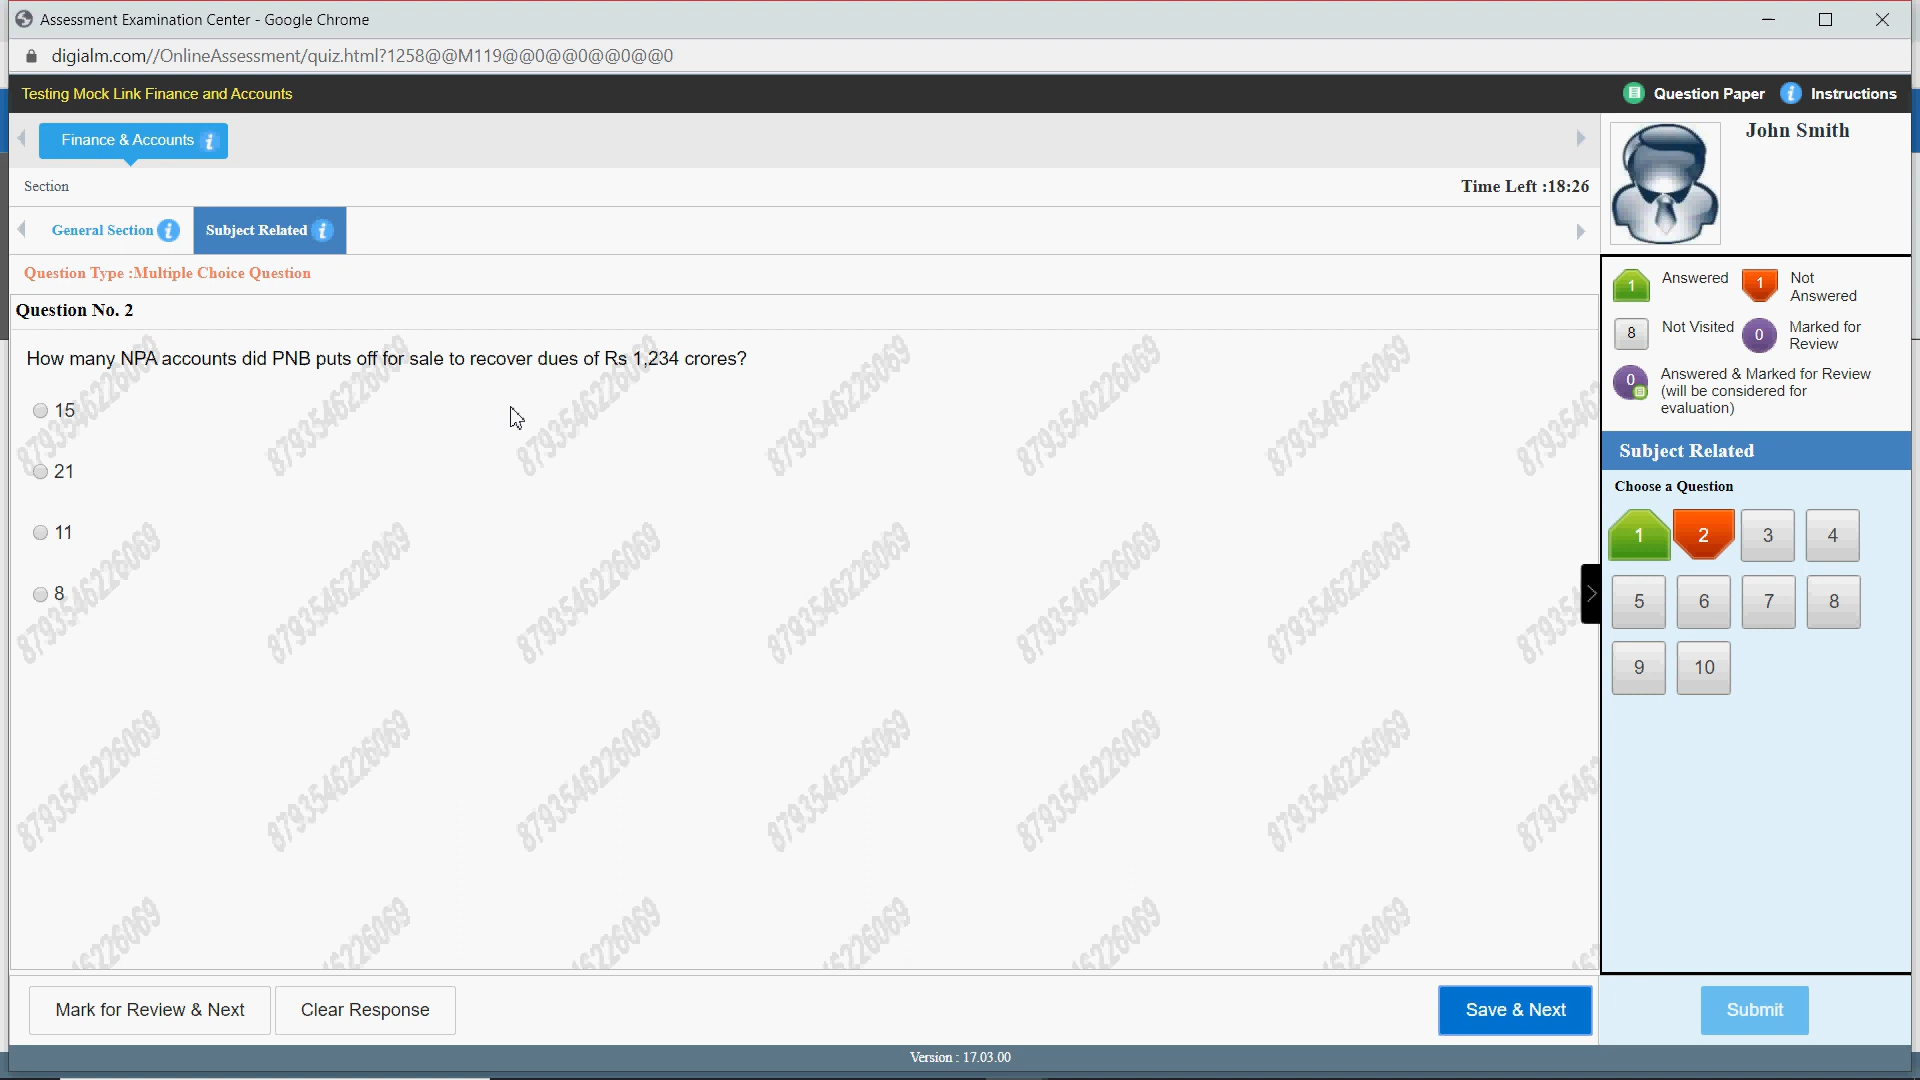 Assessment Examination Center - Google Chrome
digialm.com//OnlineAssessment/quiz.html?1258@@M119@@0@@0@@0@@0
Testing Mock Link Finance and Accounts
Question Paper
Instructions
Finance & Accounts
John Smith
Section
Time Left :18:26
General Section
Subject Related
Question Type :Multiple Choice Question
Question No. 2
How many NPA accounts did PNB puts off for sale to recover dues of Rs 1,234 crores?
15
21
11
8
1 Answered
1 Not Answered
8 Not Visited
0 Marked for Review
0 Answered & Marked for Review
(will be considered for
evaluation)
Subject Related
Choose a Question
1 2 3 4
5 6 7 8
9 10
8793546226069
Mark for Review & Next
Clear Response
Save & Next
Submit
Version : 17.03.00